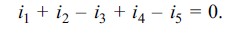 i₁ + i₂ − i₃ + i₄ − i₅ = 0.